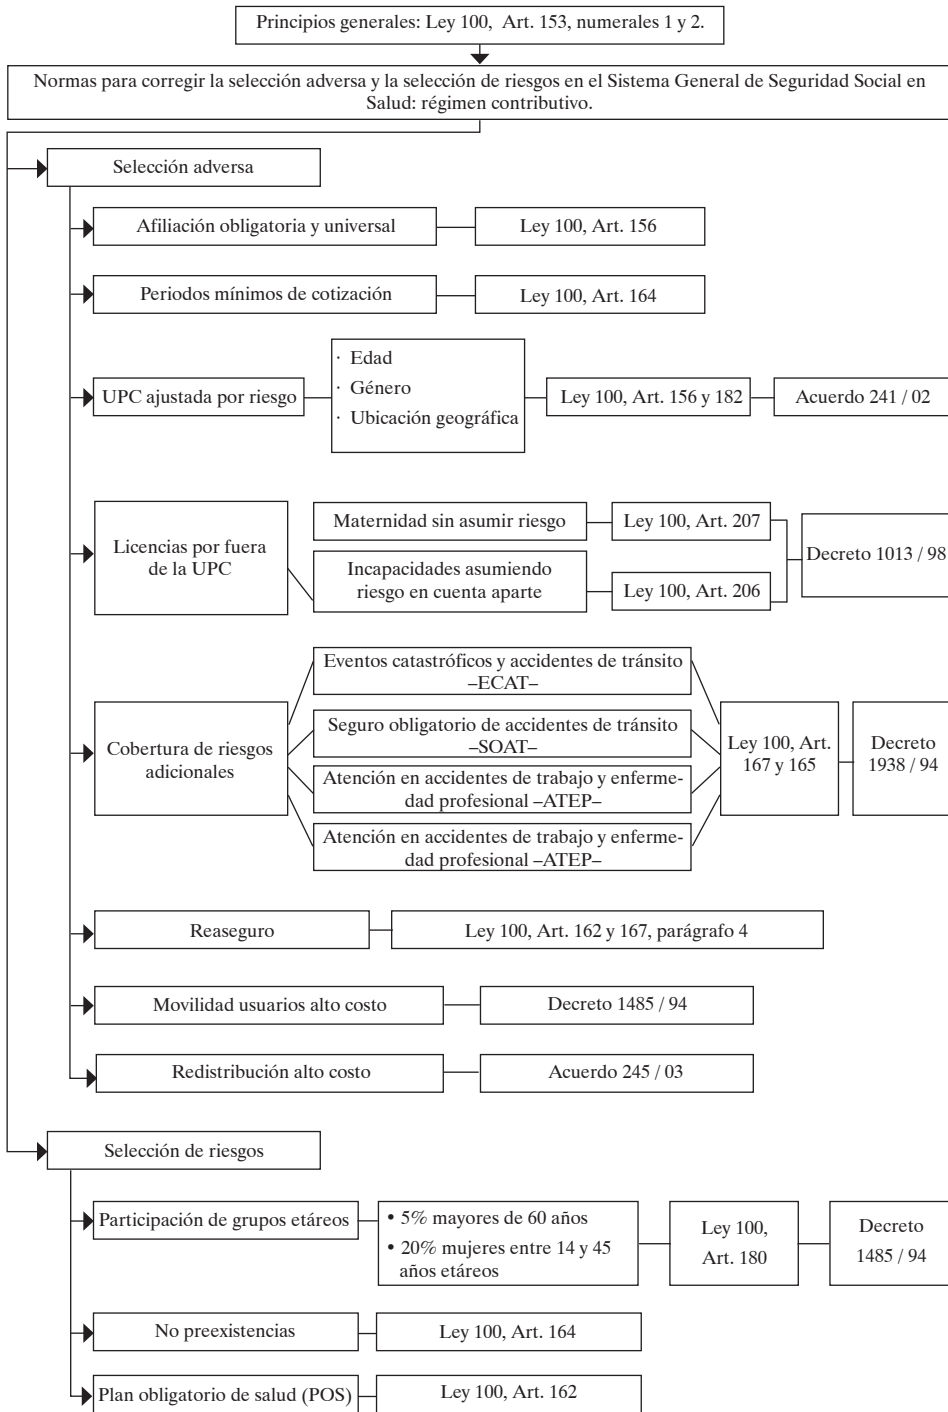 Principios generales: Ley 100, Art. 153, numerales 1 y 2.
Normas para corregir la selección adversa y la selección de riesgos en el Sistema General de Seguridad Social en
Salud: régimen contributivo.
Selección adversa
Afiliación obligatoria y universal
Ley 100, Art. 156
Periodos mínimos de cotización
Ley 100, Art. 164
UPC ajustada por riesgo
· Edad
· Género
· Ubicación geográfica
Ley 100, Art. 156 y 182
Acuerdo 241 / 02
Licencias por fuera
de la UPC
Maternidad sin asumir riesgo
Ley 100, Art. 207
Incapacidades asumiendo
riesgo en cuenta aparte
Ley 100, Art. 206
Decreto 1013 / 98
Cobertura de riesgos
adicionales
Eventos catastróficos y accidentes de tránsito
–ECAT–
Seguro obligatorio de accidentes de tránsito
–SOAT–
Atención en accidentes de trabajo y enferme-
dad profesional –ATEP–
Atención en accidentes de trabajo y enferme-
dad profesional –ATEP–
Ley 100, Art.
167 y 165
Decreto
1938 / 94
Reaseguro
Ley 100, Art. 162 y 167, parágrafo 4
Movilidad usuarios alto costo
Decreto 1485 / 94
Redistribución alto costo
Acuerdo 245 / 03
Selección de riesgos
Participación de grupos etáreos
• 5% mayores de 60 años
• 20% mujeres entre 14 y 45
años etáreos
Ley 100,
Art. 180
Decreto
1485 / 94
No preexistencias
Ley 100, Art. 164
Plan obligatorio de salud (POS)
Ley 100, Art. 162